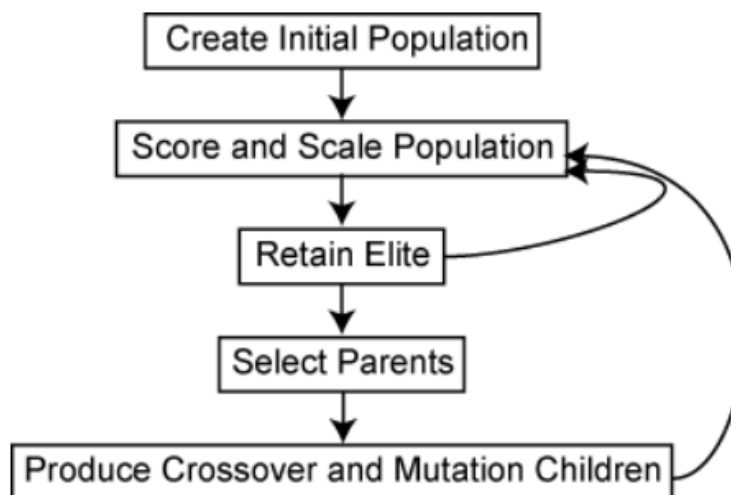 Create Initial Population
Score and Scale Population
Retain Elite
Select Parents
Produce Crossover and Mutation Children